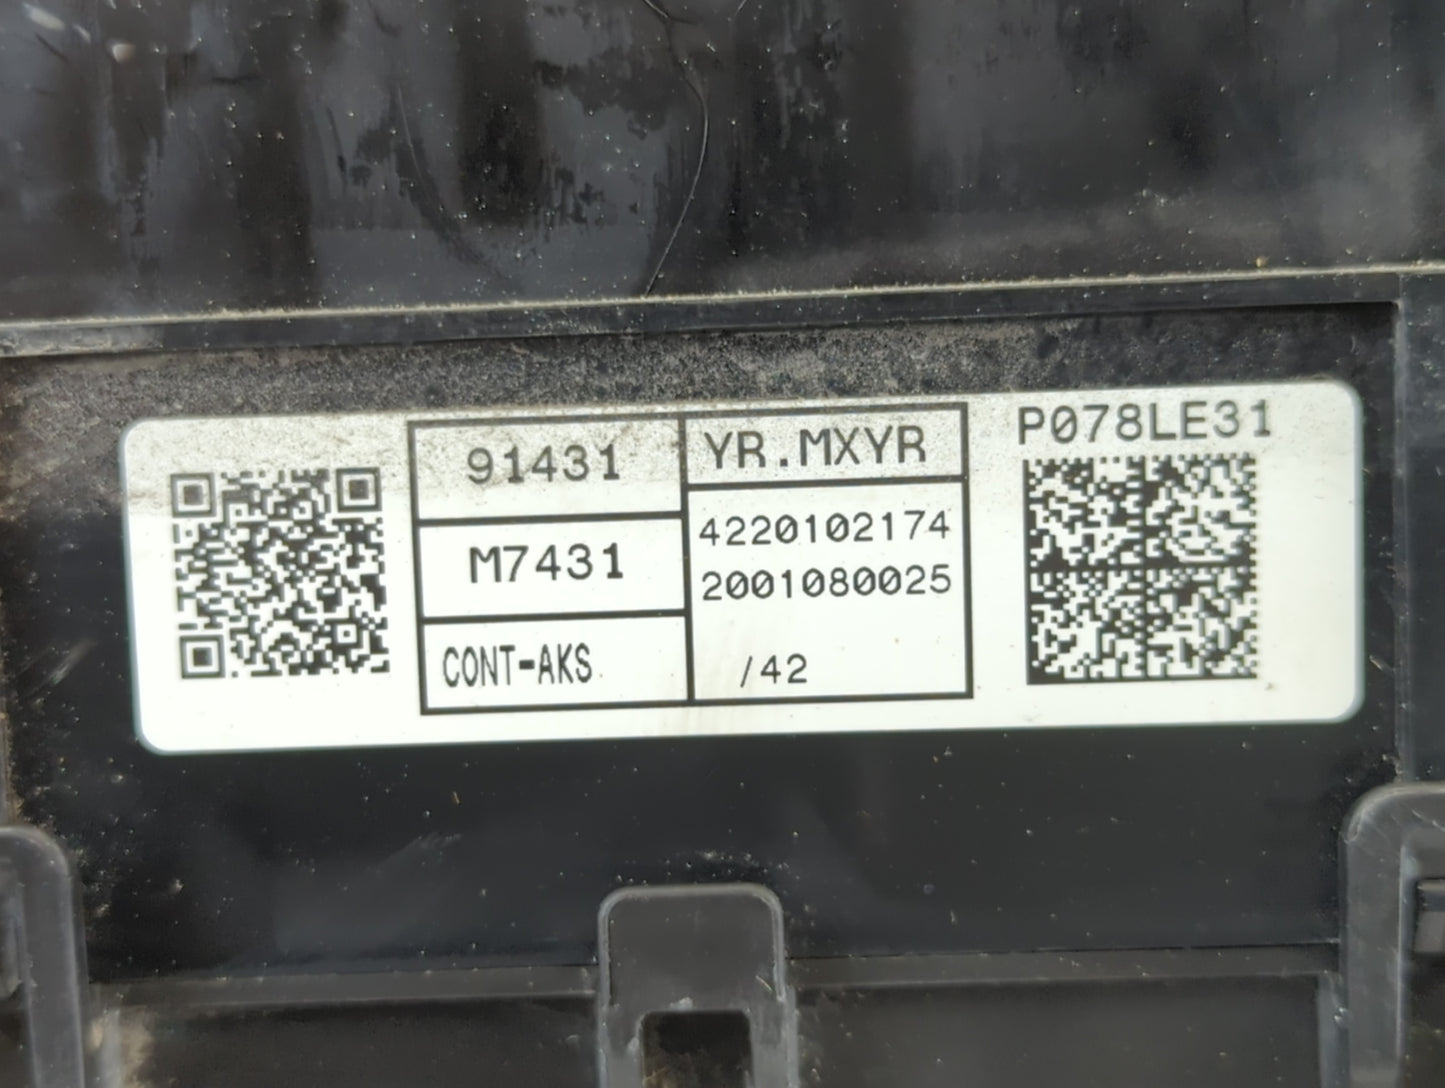 91431
M7431
CONT-AKS
YR.MXYR
4220102174
2001080025
/42
P078LE31